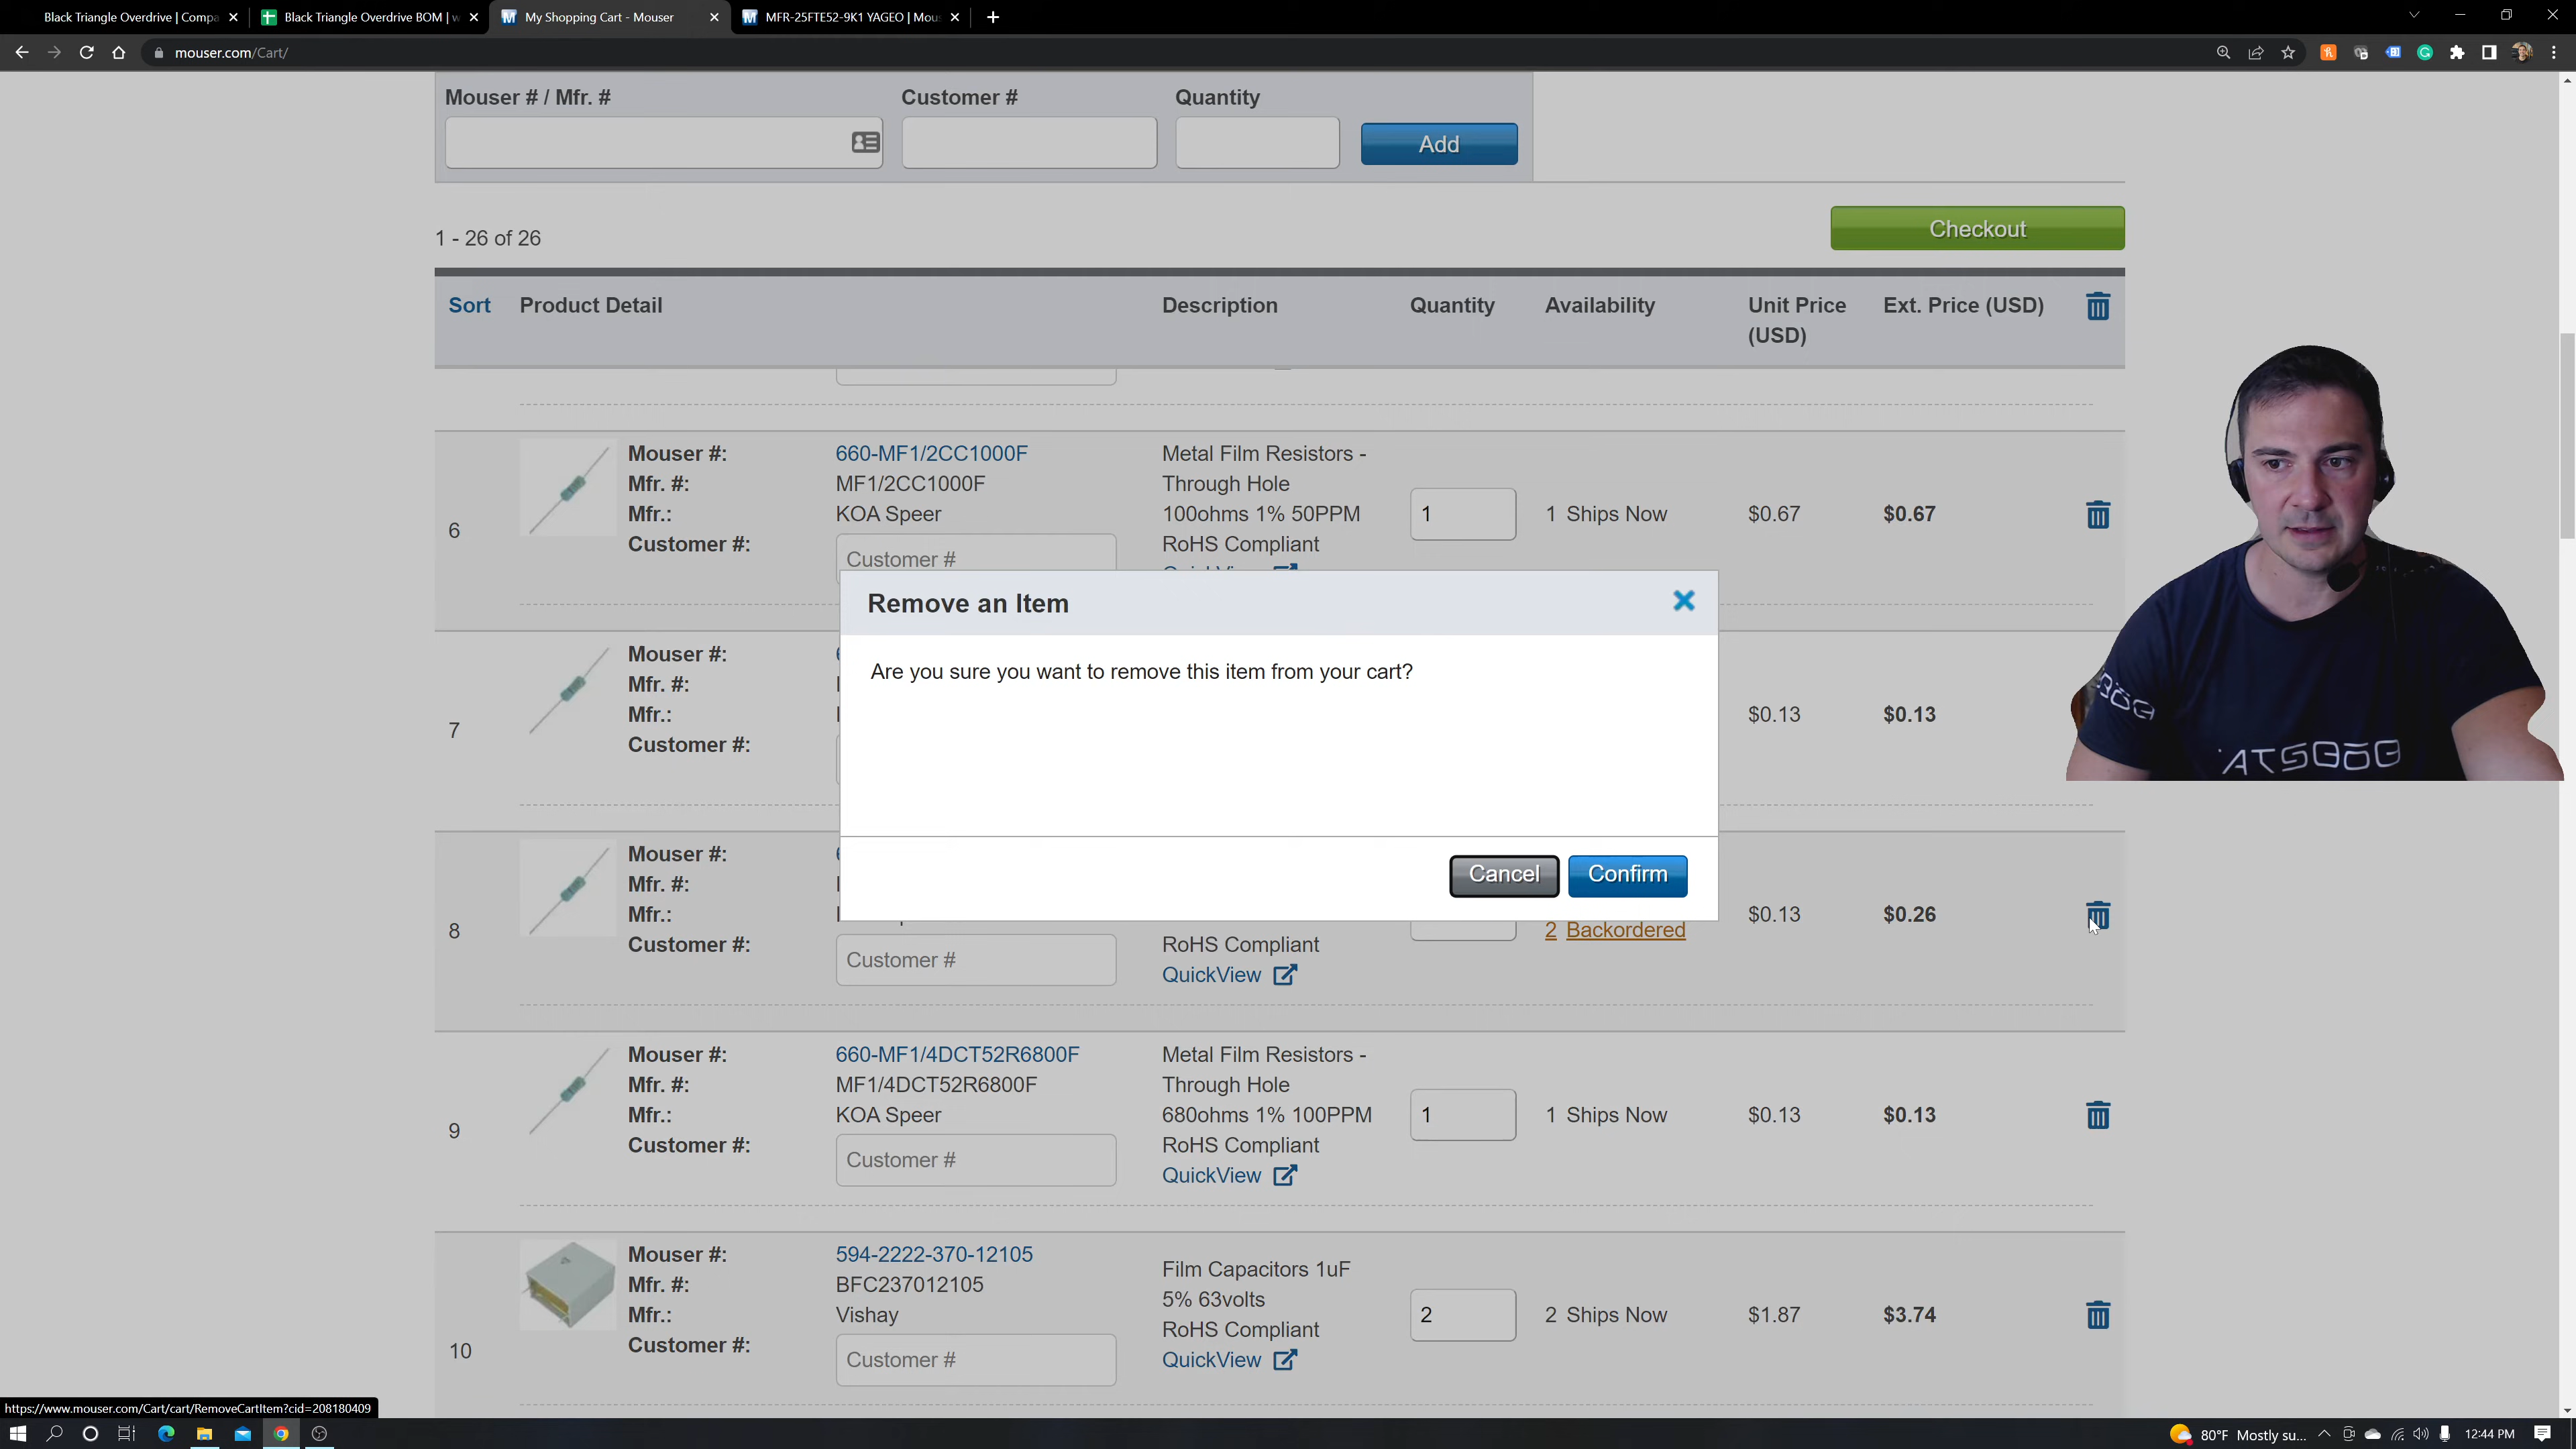 Black Triangle Overdrive | Compa
Black Triangle Overdrive BOM | w
My Shopping Cart - Mouser
MFR-25FTE52-9K1 YAGEO | Mou
mouser.com/Cart/
Mouser # / Mfr. #
Customer #
Quantity
Add
1 - 26 of 26
Checkout
Sort
Product Detail
Description
Quantity
Availability
Unit Price (USD)
Ext. Price (USD)
6
Mouser #: 660-MF1/2CC1000F
Mfr. #: MF1/2CC1000F
Mfr.: KOA Speer
Customer #: Customer #
Metal Film Resistors -
Through Hole
100ohms 1% 50PPM
RoHS Compliant
1
1 Ships Now
$0.67
$0.67
Remove an Item
Are you sure you want to remove this item from your cart?
Cancel
Confirm
7
Mouser #:
Mfr. #:
Mfr.:
Customer #:
$0.13
$0.13
8
Mouser #:
Mfr. #:
Mfr.:
Customer #: Customer #
RoHS Compliant
QuickView
2 Backordered
$0.13
$0.26
9
Mouser #: 660-MF1/4DCT52R6800F
Mfr. #: MF1/4DCT52R6800F
Mfr.: KOA Speer
Customer #: Customer #
Metal Film Resistors -
Through Hole
680ohms 1% 100PPM
RoHS Compliant
QuickView
1
1 Ships Now
$0.13
$0.13
10
Mouser #: 594-2222-370-12105
Mfr. #: BFC237012105
Mfr.: Vishay
Customer #: Customer #
Film Capacitors 1uF
5% 63volts
RoHS Compliant
QuickView
2
2 Ships Now
$1.87
$3.74
https://www.mouser.com/Cart/cart/RemoveCartItem?cid=208180409
80°F Mostly su...
12:44 PM